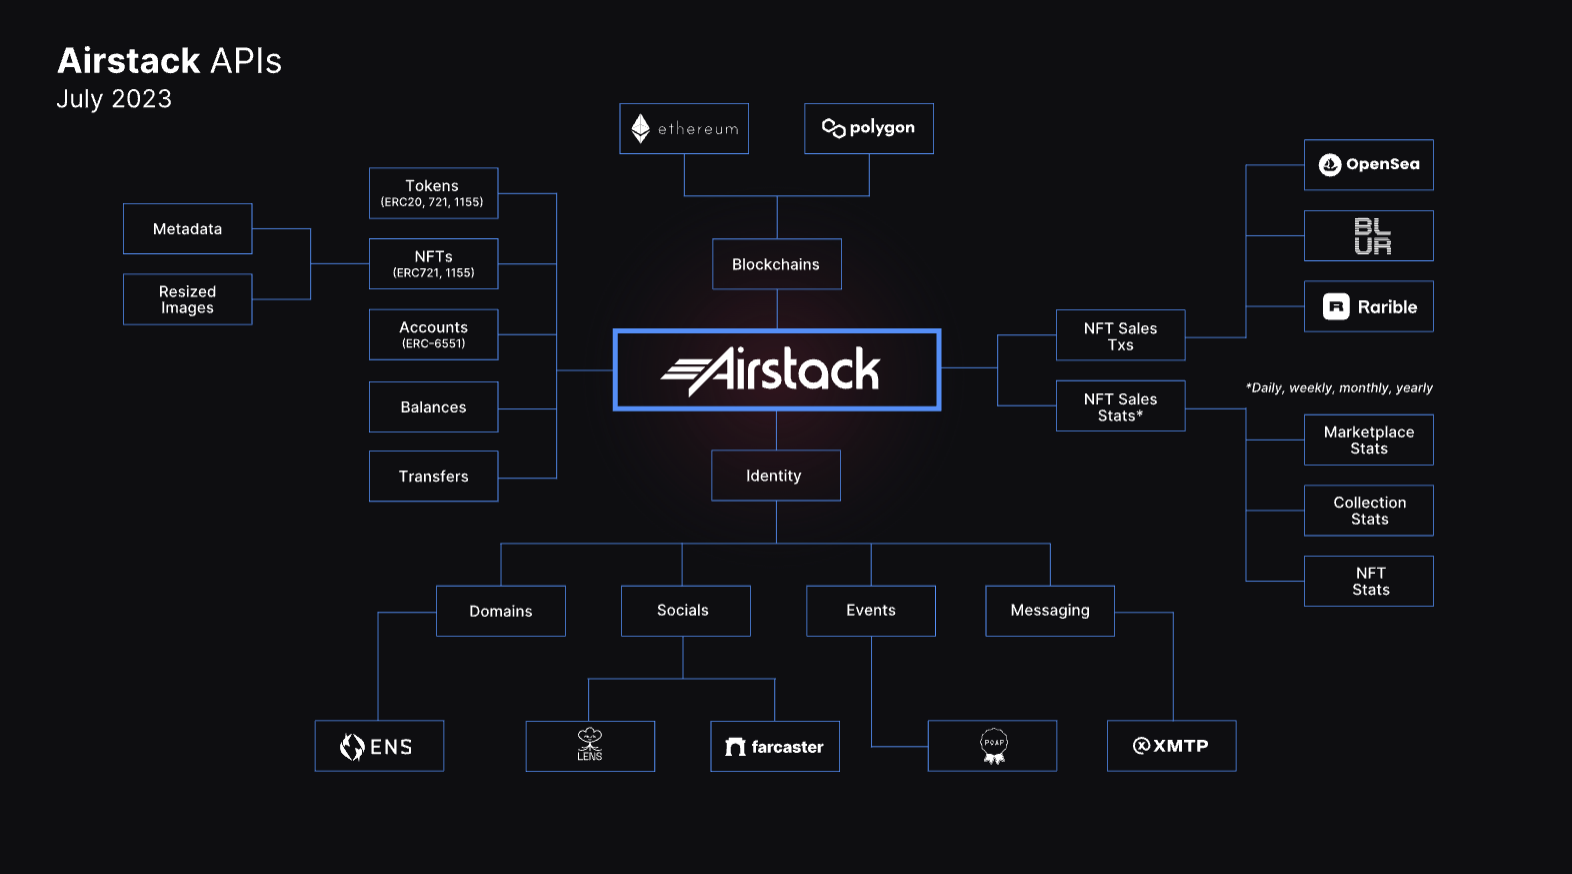 Airstack APIs
July 2023
ethereum
polygon
Blockchains
Tokens
(ERC20, 721, 1155)
NFTs
(ERC721, 1155)
Accounts
(ERC-6551)
Balances
Transfers
Metadata
Resized
Images
Airstack
NFT Sales
Txs
NFT Sales
Stats*
OpenSea
BL
UR
Rarible
*Daily, weekly, monthly, yearly
Marketplace
Stats
Collection
Stats
NFT
Stats
Identity
Domains
Socials
Events
Messaging
ENS
LENS
farcaster
POAP
XMTP